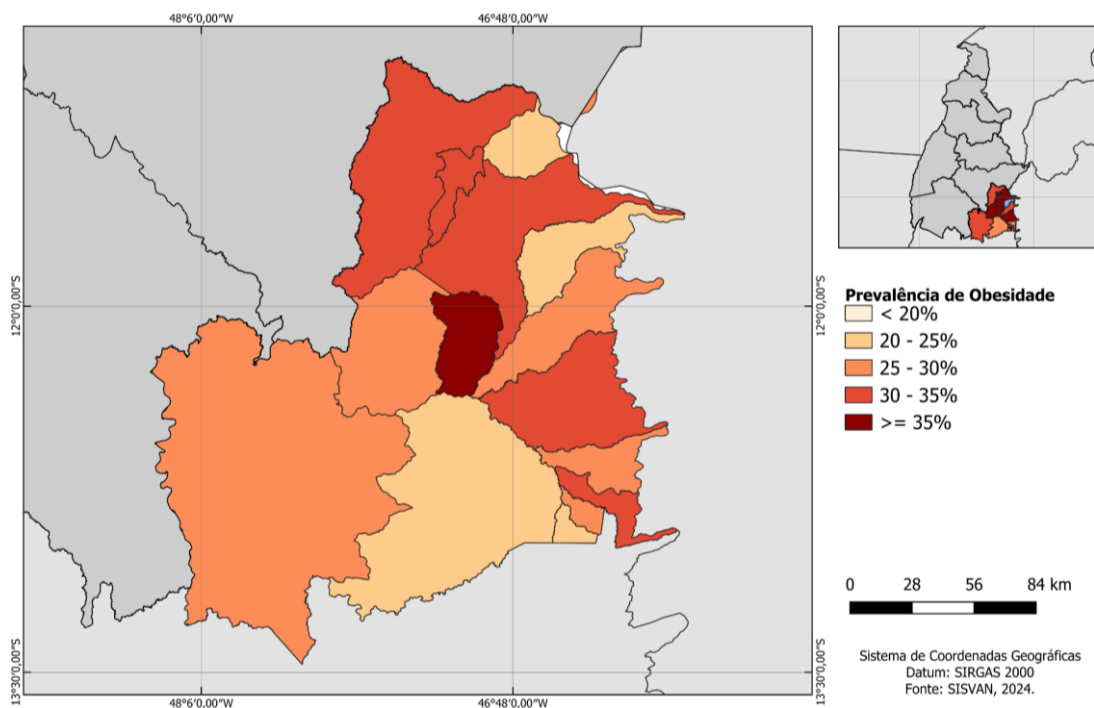 48°6′0,00″W
46°48′0,00″W
12°0′0,00″S
12°0′0,00″S
Prevalência de Obesidade
< 20%
20 - 25%
25 - 30%
30 - 35%
>= 35%
0 28 56 84 km
Sistema de Coordenadas Geográficas
Datum: SIRGAS 2000
Fonte: SISVAN, 2024.
13°30′0,00″S
13°30′0,00″S
48°6′0,00″W
46°48′0,00″W